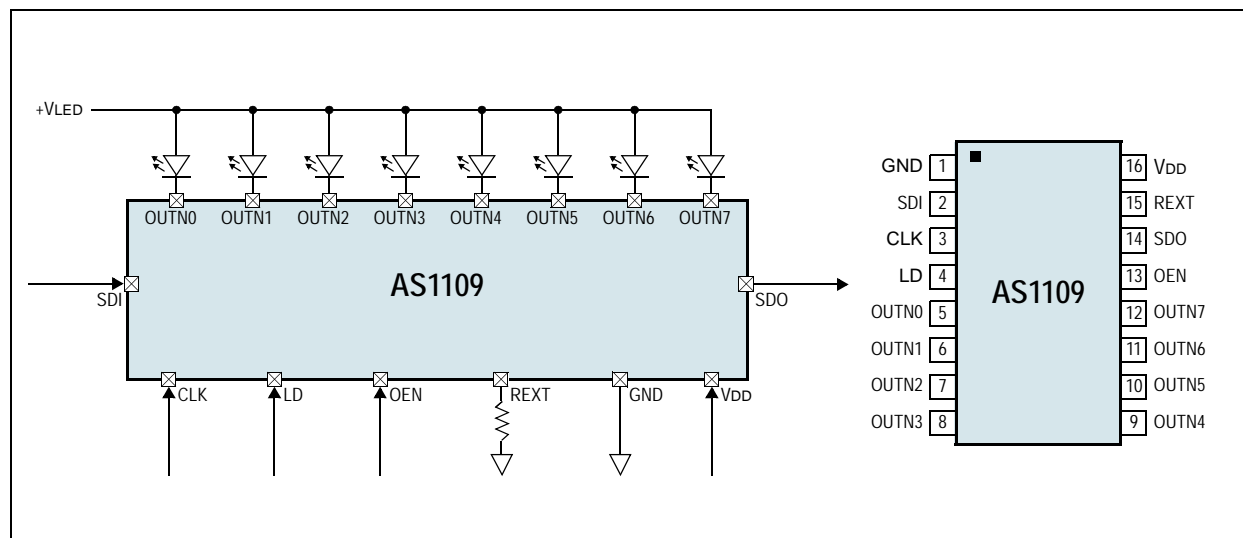 +VLED
OUTN0 OUTN1 OUTN2 OUTN3 OUTN4 OUTN5 OUTN6 OUTN7
SDI
AS1109
SDO
CLK LD OEN REXT GND VDD
GND 1
SDI 2
CLK 3
LD 4
OUTN0 5
OUTN1 6
OUTN2 7
OUTN3 8
AS1109
16 VDD
15 REXT
14 SDO
13 OEN
12 OUTN7
11 OUTN6
10 OUTN5
9 OUTN4